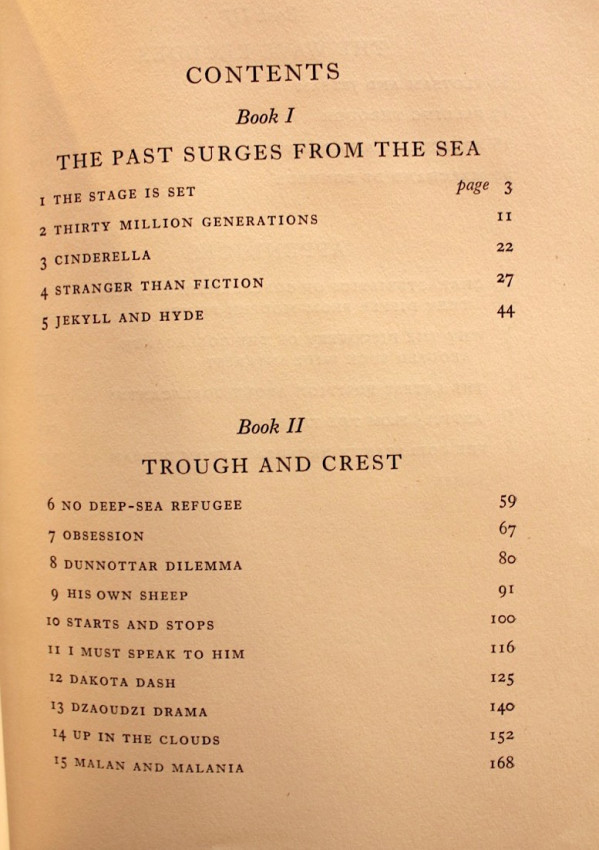 CONTENTS
Book I
THE PAST SURGES FROM THE SEA
1 THE STAGE IS SET page 3
2 THIRTY MILLION GENERATIONS 11
3 CINDERELLA 22
4 STRANGER THAN FICTION 27
5 JEKYLL AND HYDE 44
Book II
TROUGH AND CREST
6 NO DEEP-SEA REFUGEE 59
7 OBSESSION 67
8 DUNNOTTAR DILEMMA 80
9 HIS OWN SHEEP 91
10 STARTS AND STOPS 100
11 I MUST SPEAK TO HIM 116
12 DAKOTA DASH 125
13 DZAOUDZI DRAMA 140
14 UP IN THE CLOUDS 152
15 MALAN AND MALANIA 168